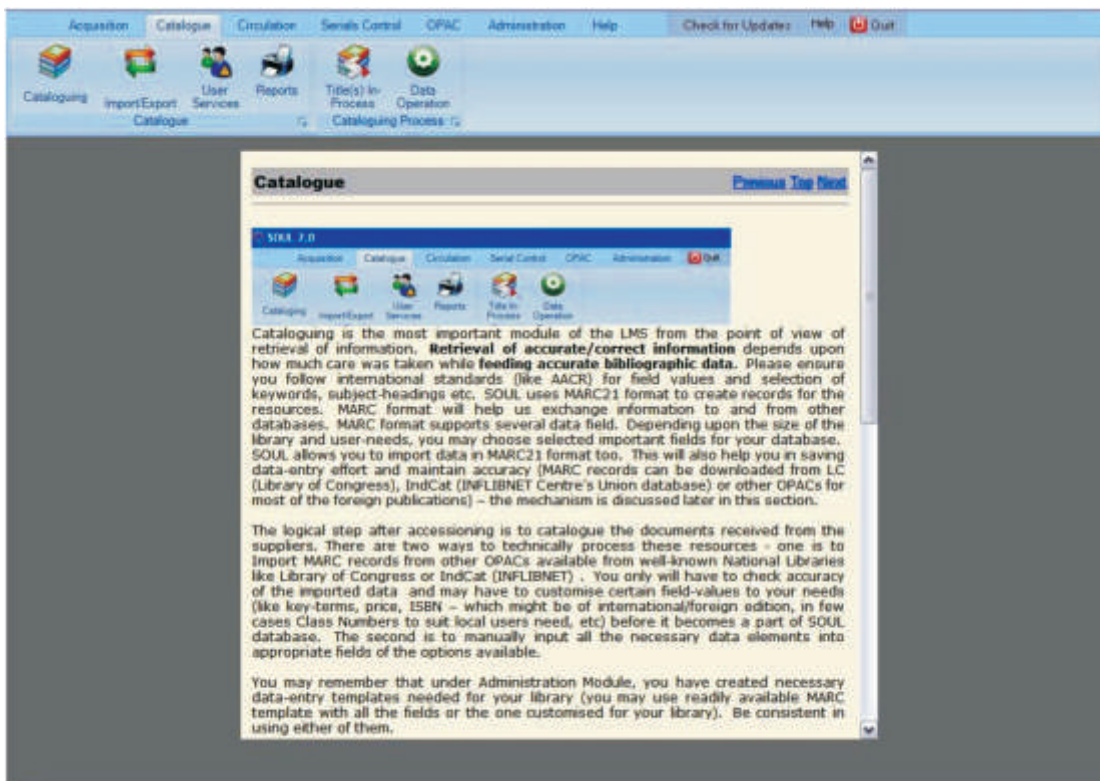 Acquisition Catalogue Circulation Serials Control OPAC Administration Help Check for Updates Help Quit
Cataloguing Import/Export User Services Reports Title(s) In-Process Data Operation
Catalogue Cataloguing Process
Catalogue Previous Top Next
SOUL 2.0
Acquisition Catalogue Circulation Serial Control OPAC Administration Quit
Cataloging Import/Export User Services Reports Title In Process Data Operation
Cataloguing is the most important module of the LMS from the point of view of
retrieval of information. Retrieval of accurate/correct information depends upon
how much care was taken while feeding accurate bibliographic data. Please ensure
you follow international standards (like AACR) for field values and selection of
keywords, subject-headings etc. SOUL uses MARC21 format to create records for the
resources. MARC format will help us exchange information to and from other
databases. MARC format supports several data field. Depending upon the size of the
library and user-needs, you may choose selected important fields for your database.
SOUL allows you to import data in MARC21 format too. This will also help you in saving
data-entry effort and maintain accuracy (MARC records can be downloaded from LC
(Library of Congress), IndCat (INFLIBNET Centre's Union database) or other OPACs for
most of the foreign publications) – the mechanism is discussed later in this section.
The logical step after accessioning is to catalogue the documents received from the
suppliers. There are two ways to technically process these resources - one is to
Import MARC records from other OPACs available from well-known National Libraries
like Library of Congress or IndCat (INFLIBNET) . You only will have to check accuracy
of the imported data and may have to customise certain field-values to your needs
(like key-terms, price, ISBN – which might be of international/foreign edition, in few
cases Class Numbers to suit local users need, etc) before it becomes a part of SOUL
database. The second is to manually input all the necessary data elements into
appropriate fields of the options available.
You may remember that under Administration Module, you have created necessary
data-entry templates needed for your library (you may use readily available MARC
template with all the fields or the one customised for your library). Be consistent in
using either of them.